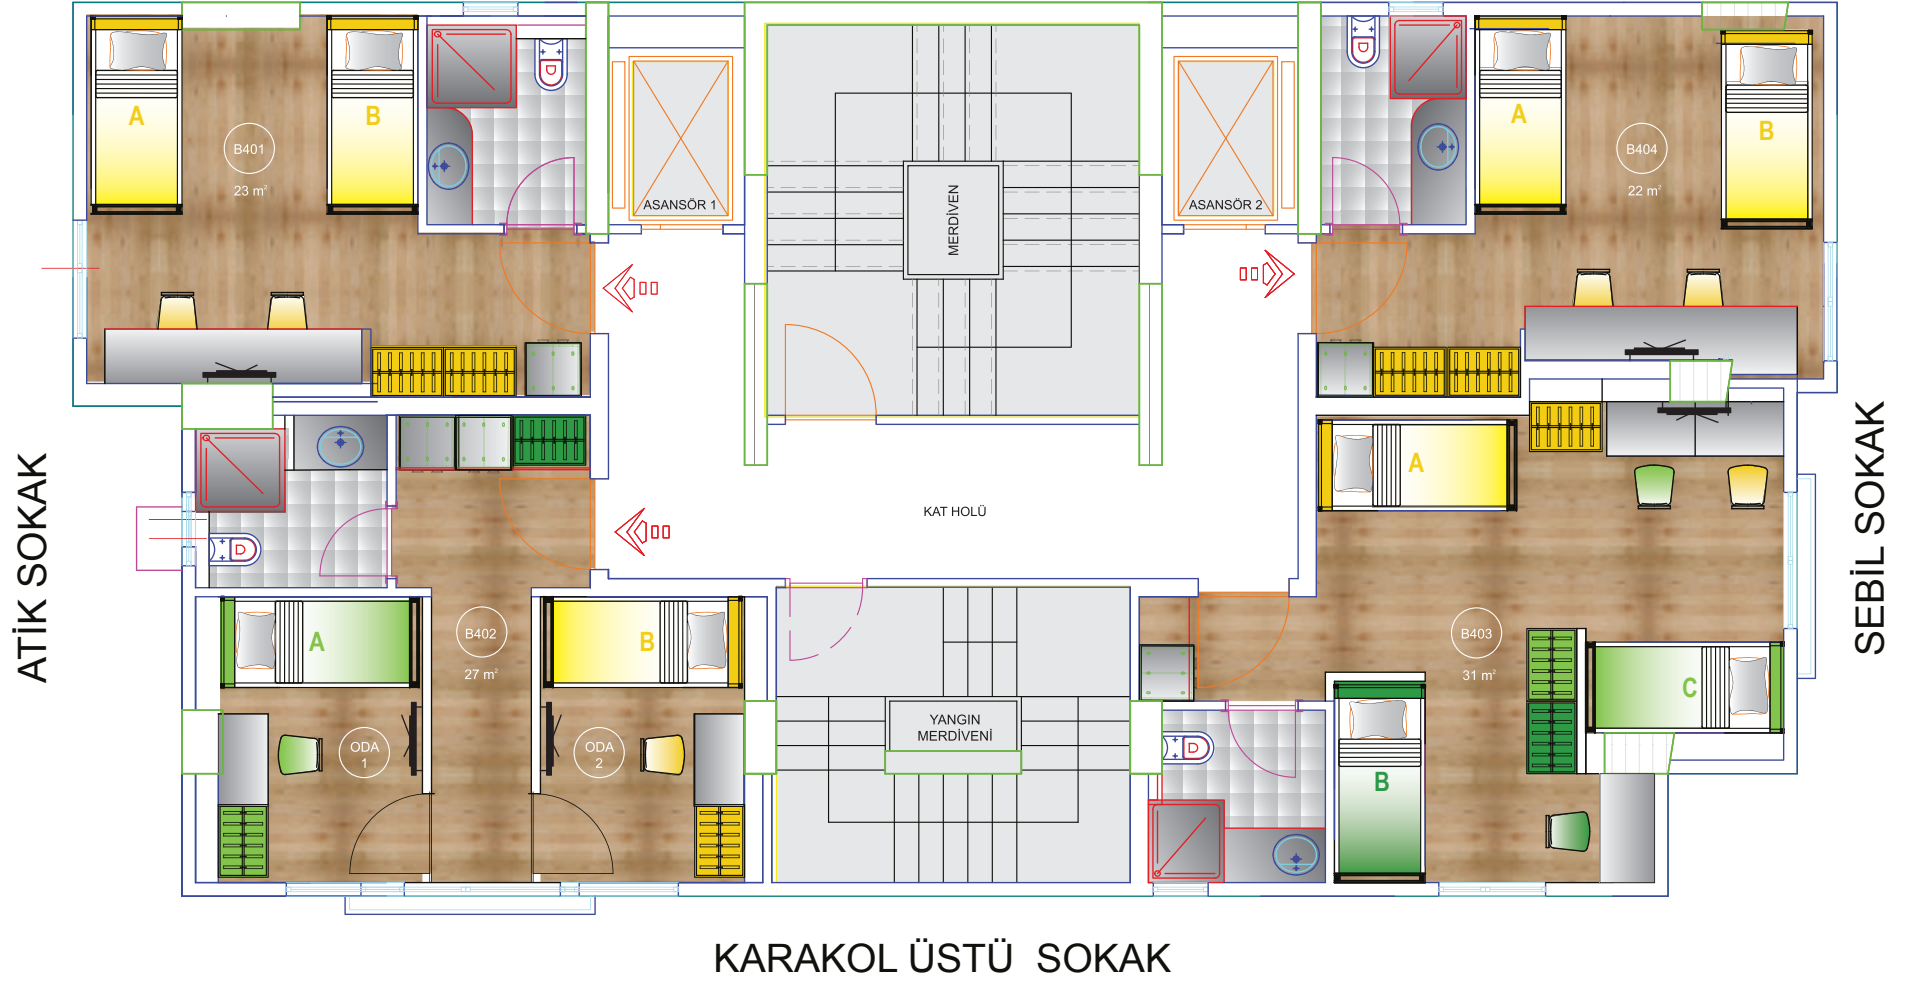 A
B
B401
23 m²
ASANSÖR 1
MERDİVEN
ASANSÖR 2
A
B
B404
22 m²
A
KAT HOLÜ
ATİK SOKAK
SEBİL SOKAK
A
B402
27 m²
B
B403
31 m²
C
ODA
1
ODA
2
YANGIN
MERDİVENİ
B
KARAKOL ÜSTÜ SOKAK